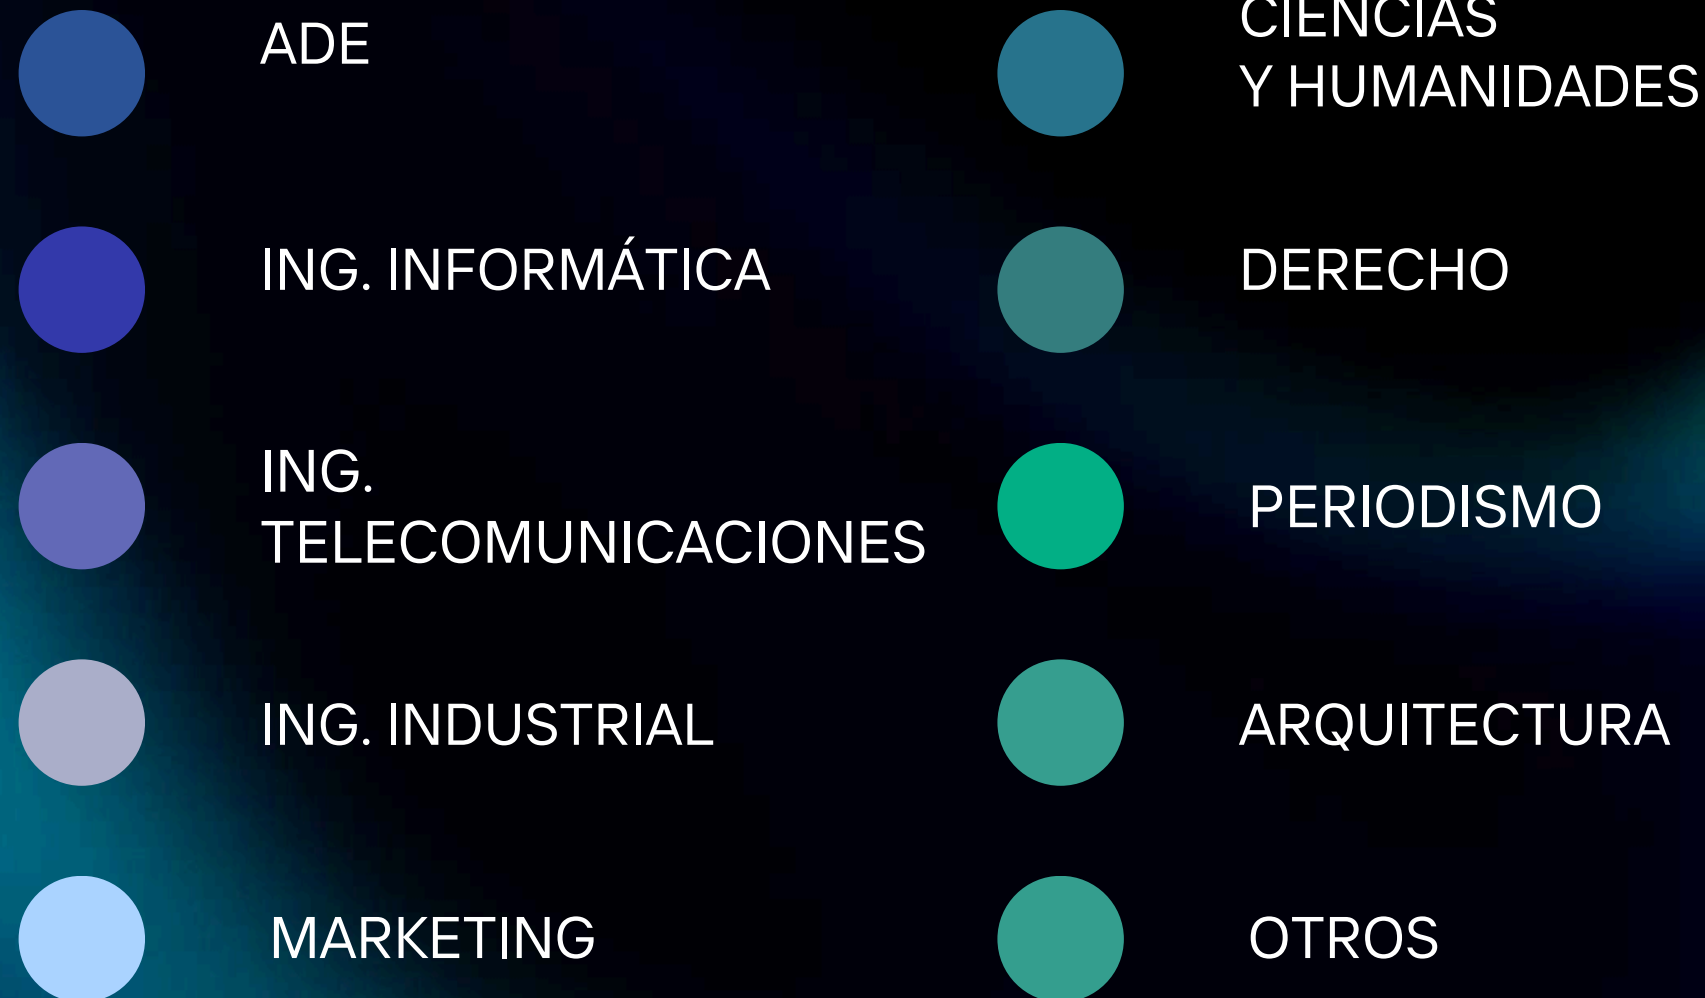 ADE
ING. INFORMÁTICA
ING.
TELECOMUNICACIONES
ING. INDUSTRIAL
MARKETING
CIENCIAS
Y HUMANIDADES
DERECHO
PERIODISMO
ARQUITECTURA
OTROS